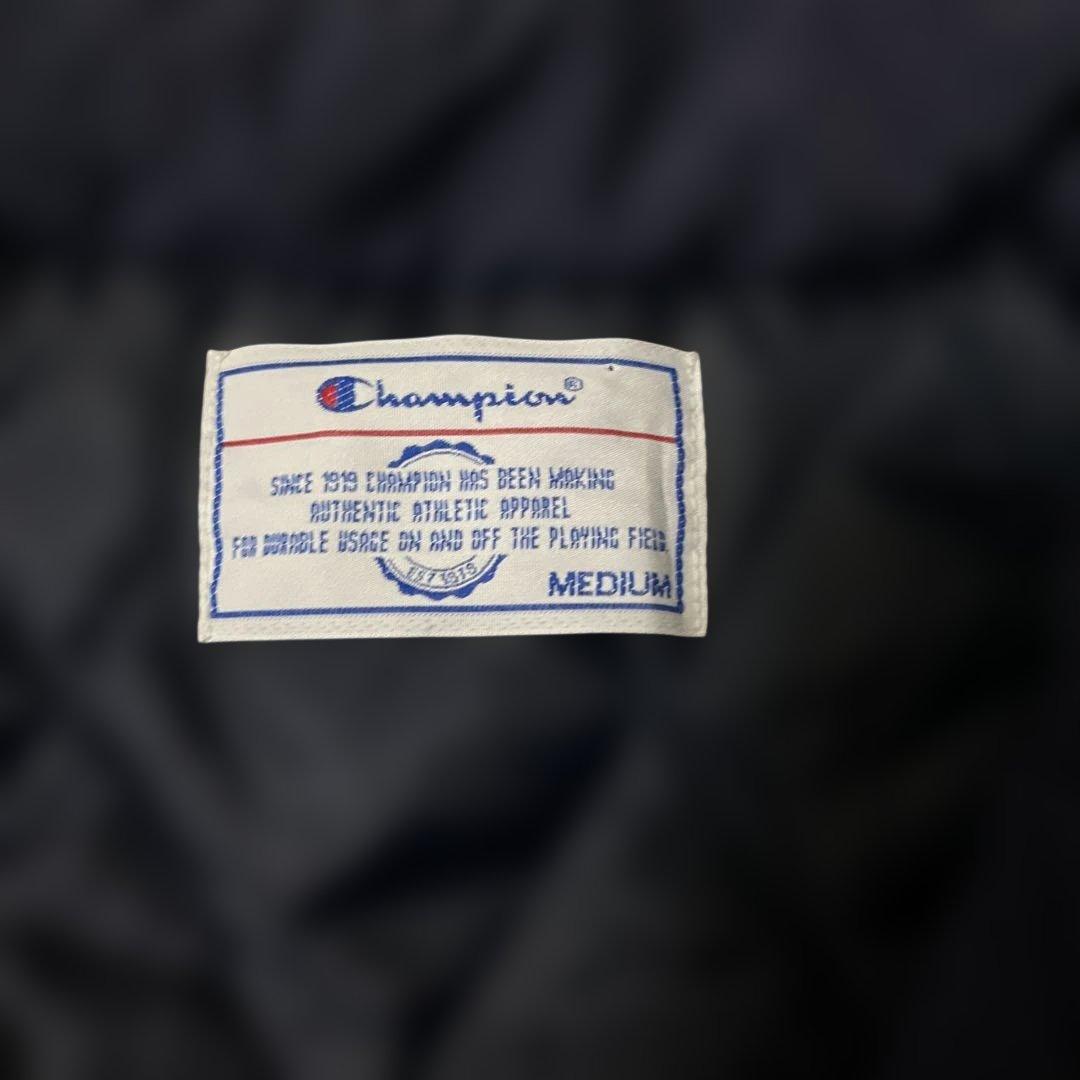 Champion®
SINCE 1919 CHAMPION HAS BEEN MAKING
AUTHENTIC ATHLETIC APPAREL
FOR DURABLE USAGE ON AND OFF THE PLAYING FIELD.
EST 1919
MEDIUM